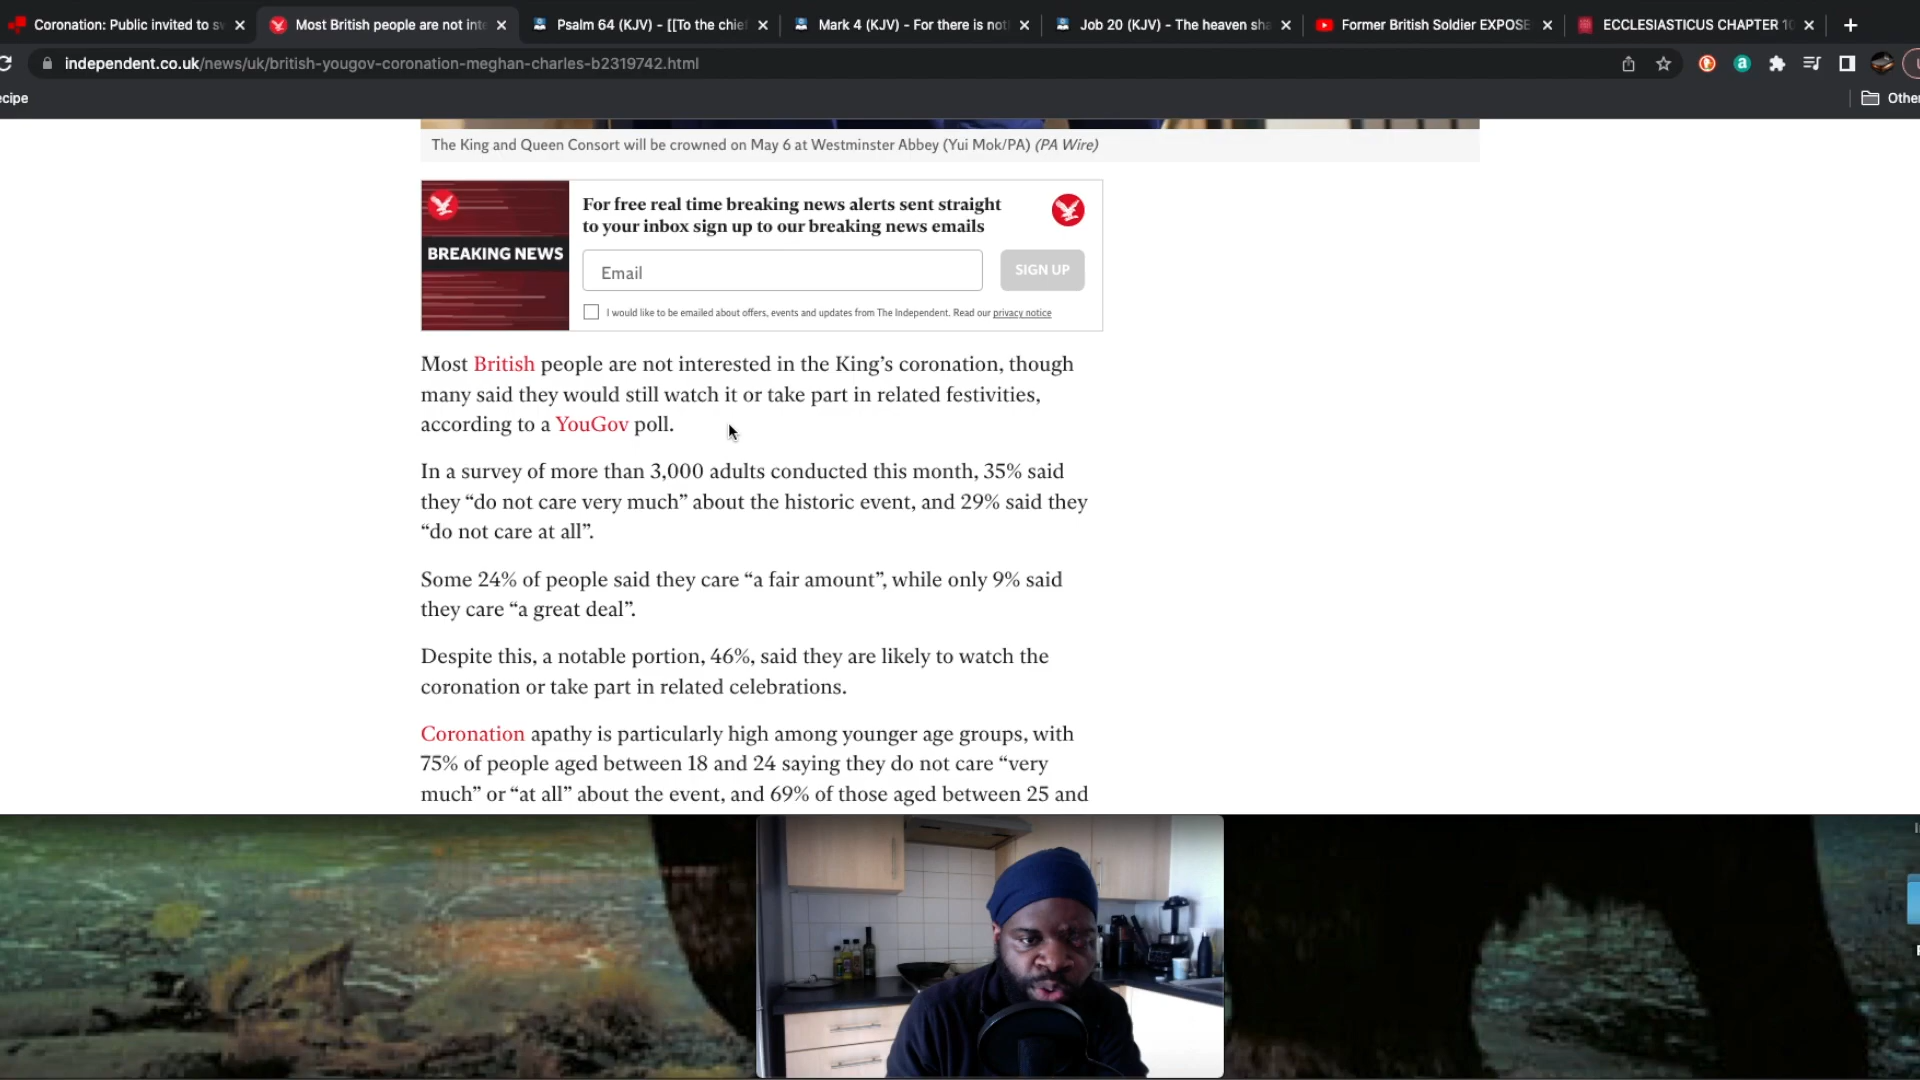 Coronation: Public invited to s
Most British people are not int
Psalm 64 (KJV) - [[To the chie
Mark 4 (KJV) - For there is not
Job 20 (KJV) - The heaven sha
Former British Soldier EXPOSE
ECCLESIASTICUS CHAPTER 10
independent.co.uk/news/uk/british-yougov-coronation-meghan-charles-b2319742.html
ecipe
Other
The King and Queen Consort will be crowned on May 6 at Westminster Abbey (Yui Mok/PA) (PA Wire)
BREAKING NEWS
For free real time breaking news alerts sent straight
to your inbox sign up to our breaking news emails
Email
SIGN UP
I would like to be emailed about offers, events and updates from The Independent. Read our privacy notice
Most British people are not interested in the King’s coronation, though
many said they would still watch it or take part in related festivities,
according to a YouGov poll.
In a survey of more than 3,000 adults conducted this month, 35% said
they “do not care very much” about the historic event, and 29% said they
“do not care at all”.
Some 24% of people said they care “a fair amount”, while only 9% said
they care “a great deal”.
Despite this, a notable portion, 46%, said they are likely to watch the
coronation or take part in related celebrations.
Coronation apathy is particularly high among younger age groups, with
75% of people aged between 18 and 24 saying they do not care “very
much” or “at all” about the event, and 69% of those aged between 25 and